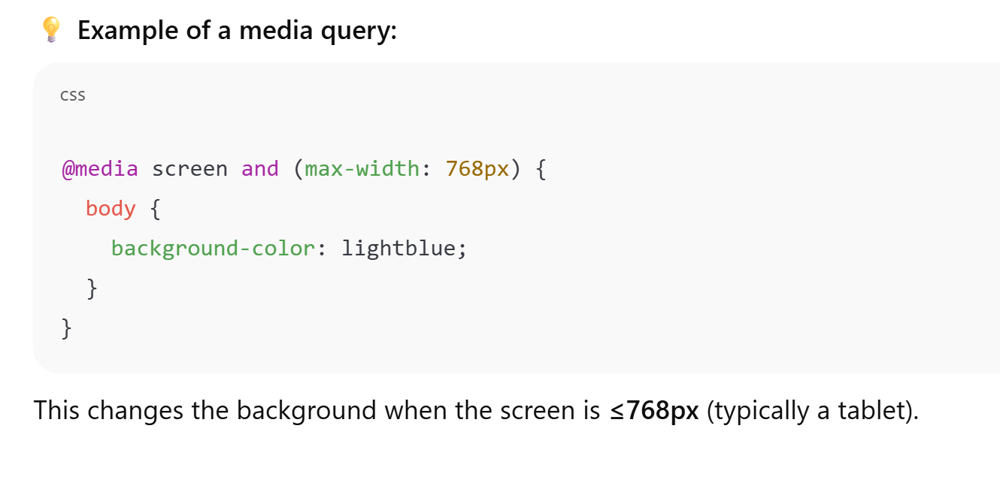 💡 Example of a media query:
css
@media screen and (max-width: 768px) {
  body {
    background-color: lightblue;
  }
}
This changes the background when the screen is ≤768px (typically a tablet).